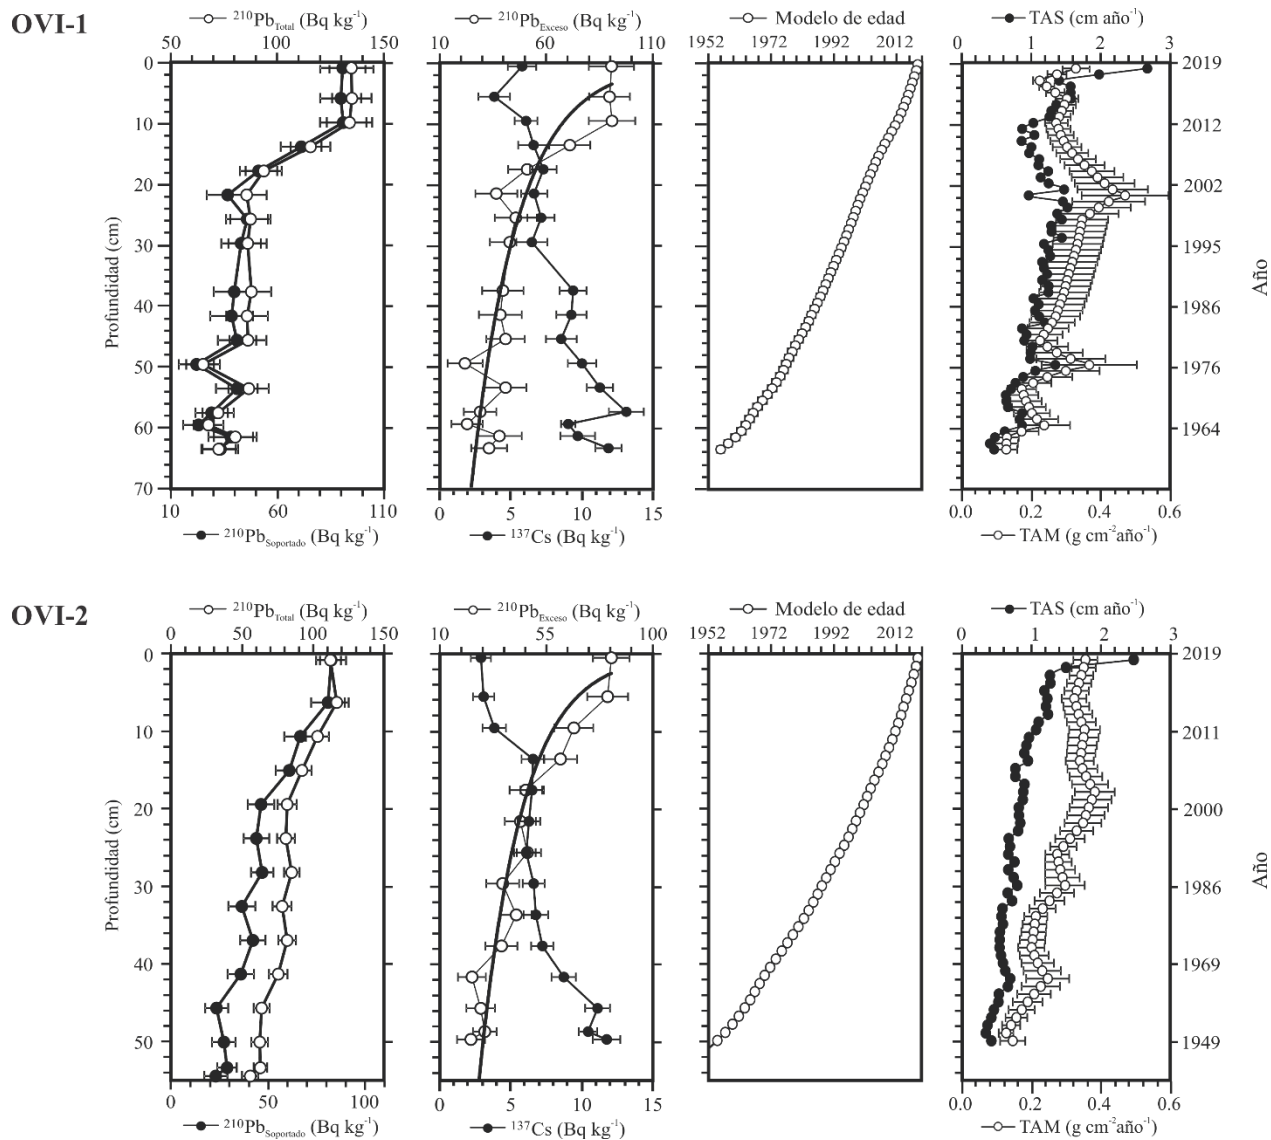 OVI-1
²¹⁰Pb_Total (Bq kg⁻¹)
50 100 150
²¹⁰Pb_Exceso (Bq kg⁻¹)
10 60 110
Modelo de edad
1952 1972 1992 2012
TAS (cm año⁻¹)
0 1 2 3
Profundidad (cm)
0
10
20
30
40
50
60
70
2019
2012
2002
1995
1986
1976
1964
Año
10 50 90 130
²¹⁰Pb_Soportado (Bq kg⁻¹)
0 5 10 15
¹³⁷Cs (Bq kg⁻¹)
0.0 0.2 0.4 0.6
TAM (g cm⁻²año⁻¹)
OVI-2
²¹⁰Pb_Total (Bq kg⁻¹)
0 50 100 150
²¹⁰Pb_Exceso (Bq kg⁻¹)
10 55 100
Modelo de edad
1952 1972 1992 2012
TAS (cm año⁻¹)
0 1 2 3
Profundidad (cm)
0
10
20
30
40
50
2019
2011
2000
1986
1969
1949
Año
0 50 100
²¹⁰Pb_Soportado (Bq kg⁻¹)
0 5 10 15
¹³⁷Cs (Bq kg⁻¹)
0.0 0.2 0.4 0.6
TAM (g cm⁻²año⁻¹)